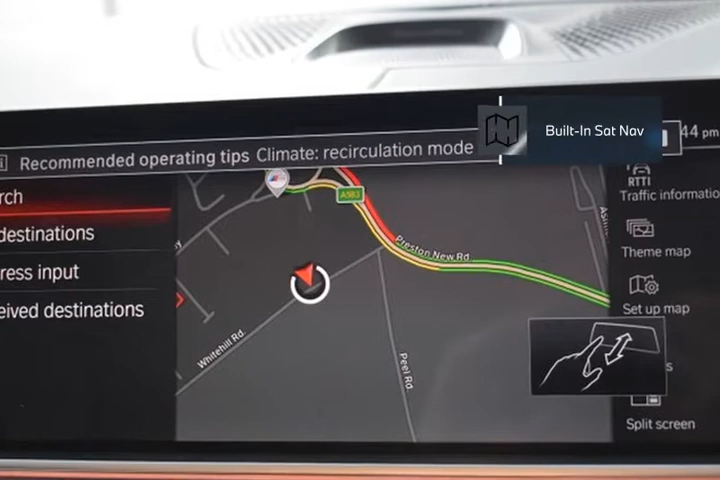 Built-In Sat Nav
44 pm
Recommended operating tips Climate: recirculation mode
rch
destinations
ress input
eived destinations
A583
Preston New Rd
Whitehill Rd.
Peel Rd.
RTTI
Traffic informatio
Theme map
Set up map
s
Split screen